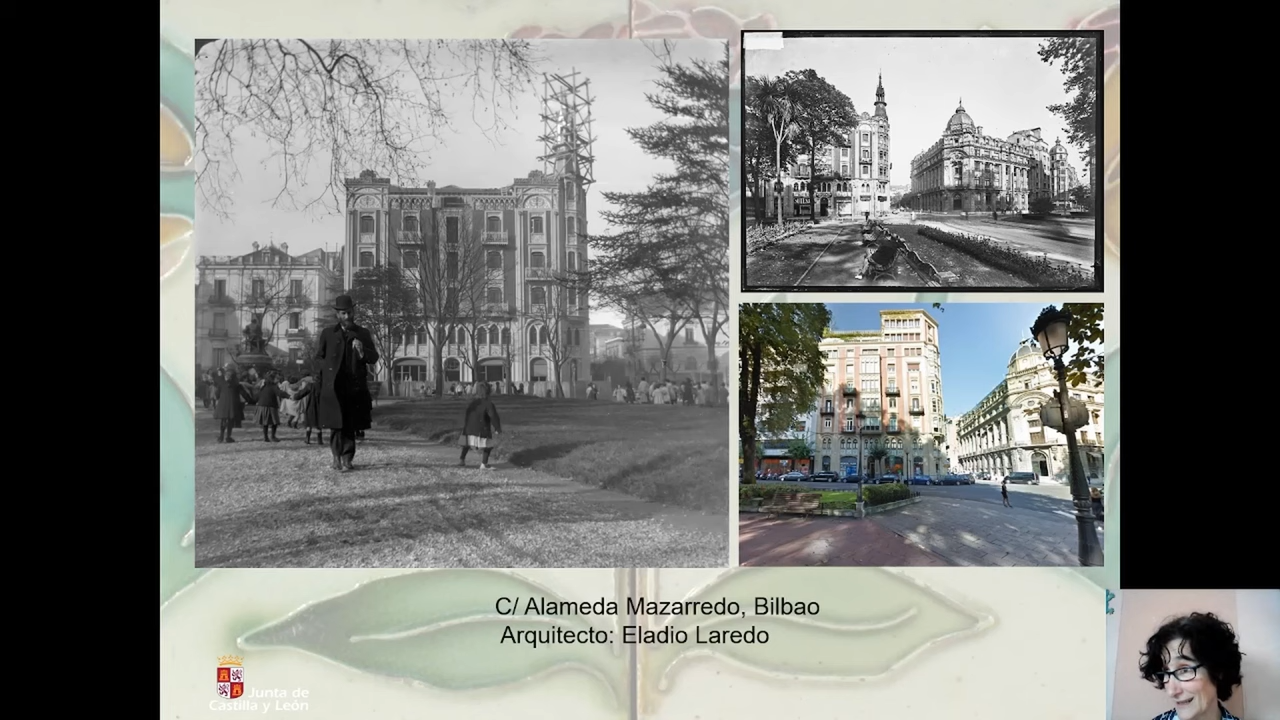 C/ Alameda Mazarredo, Bilbao
Arquitecto: Eladio Laredo
Junta de
Castilla y León